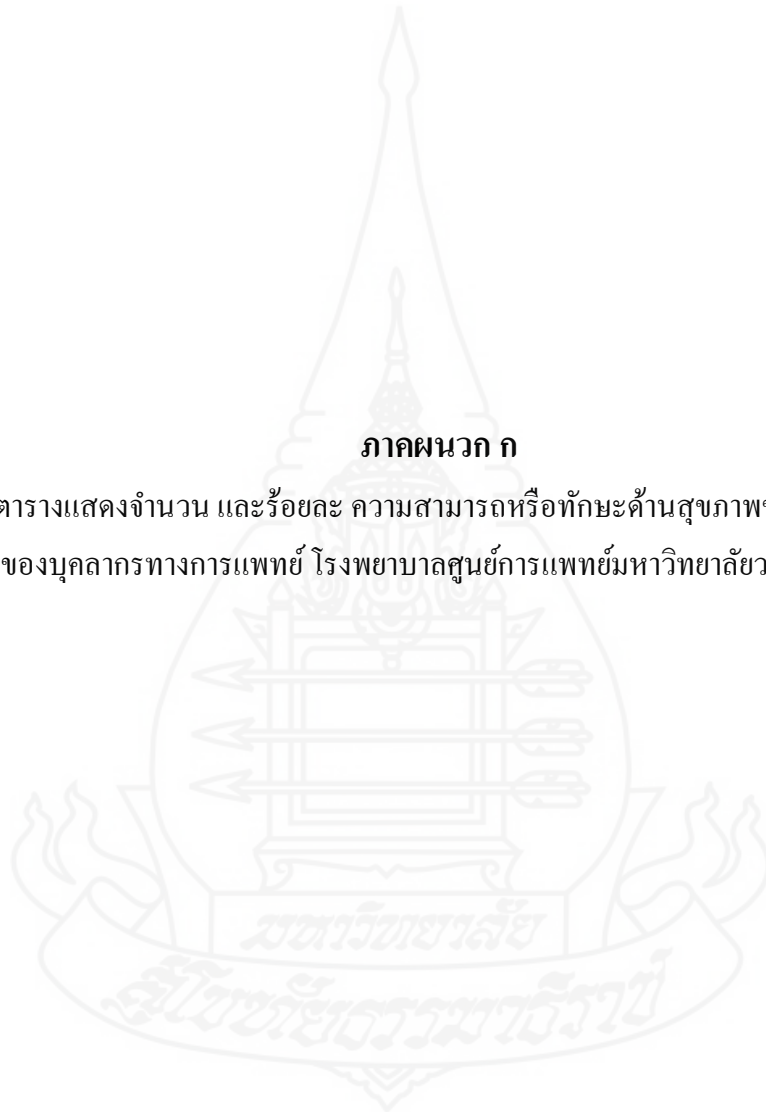 ภาคผนวก ก
ตารางแสดงจำนวน และร้อยละ ความสามารถหรือทักษะด้านสุขภาพ
ของบุคลากรทางการแพทย์ โรงพยาบาลศูนย์การแพทย์มหาวิทยาลัยว
มหาวิทยาลัย
สุโขทัยธรรมาธิราช